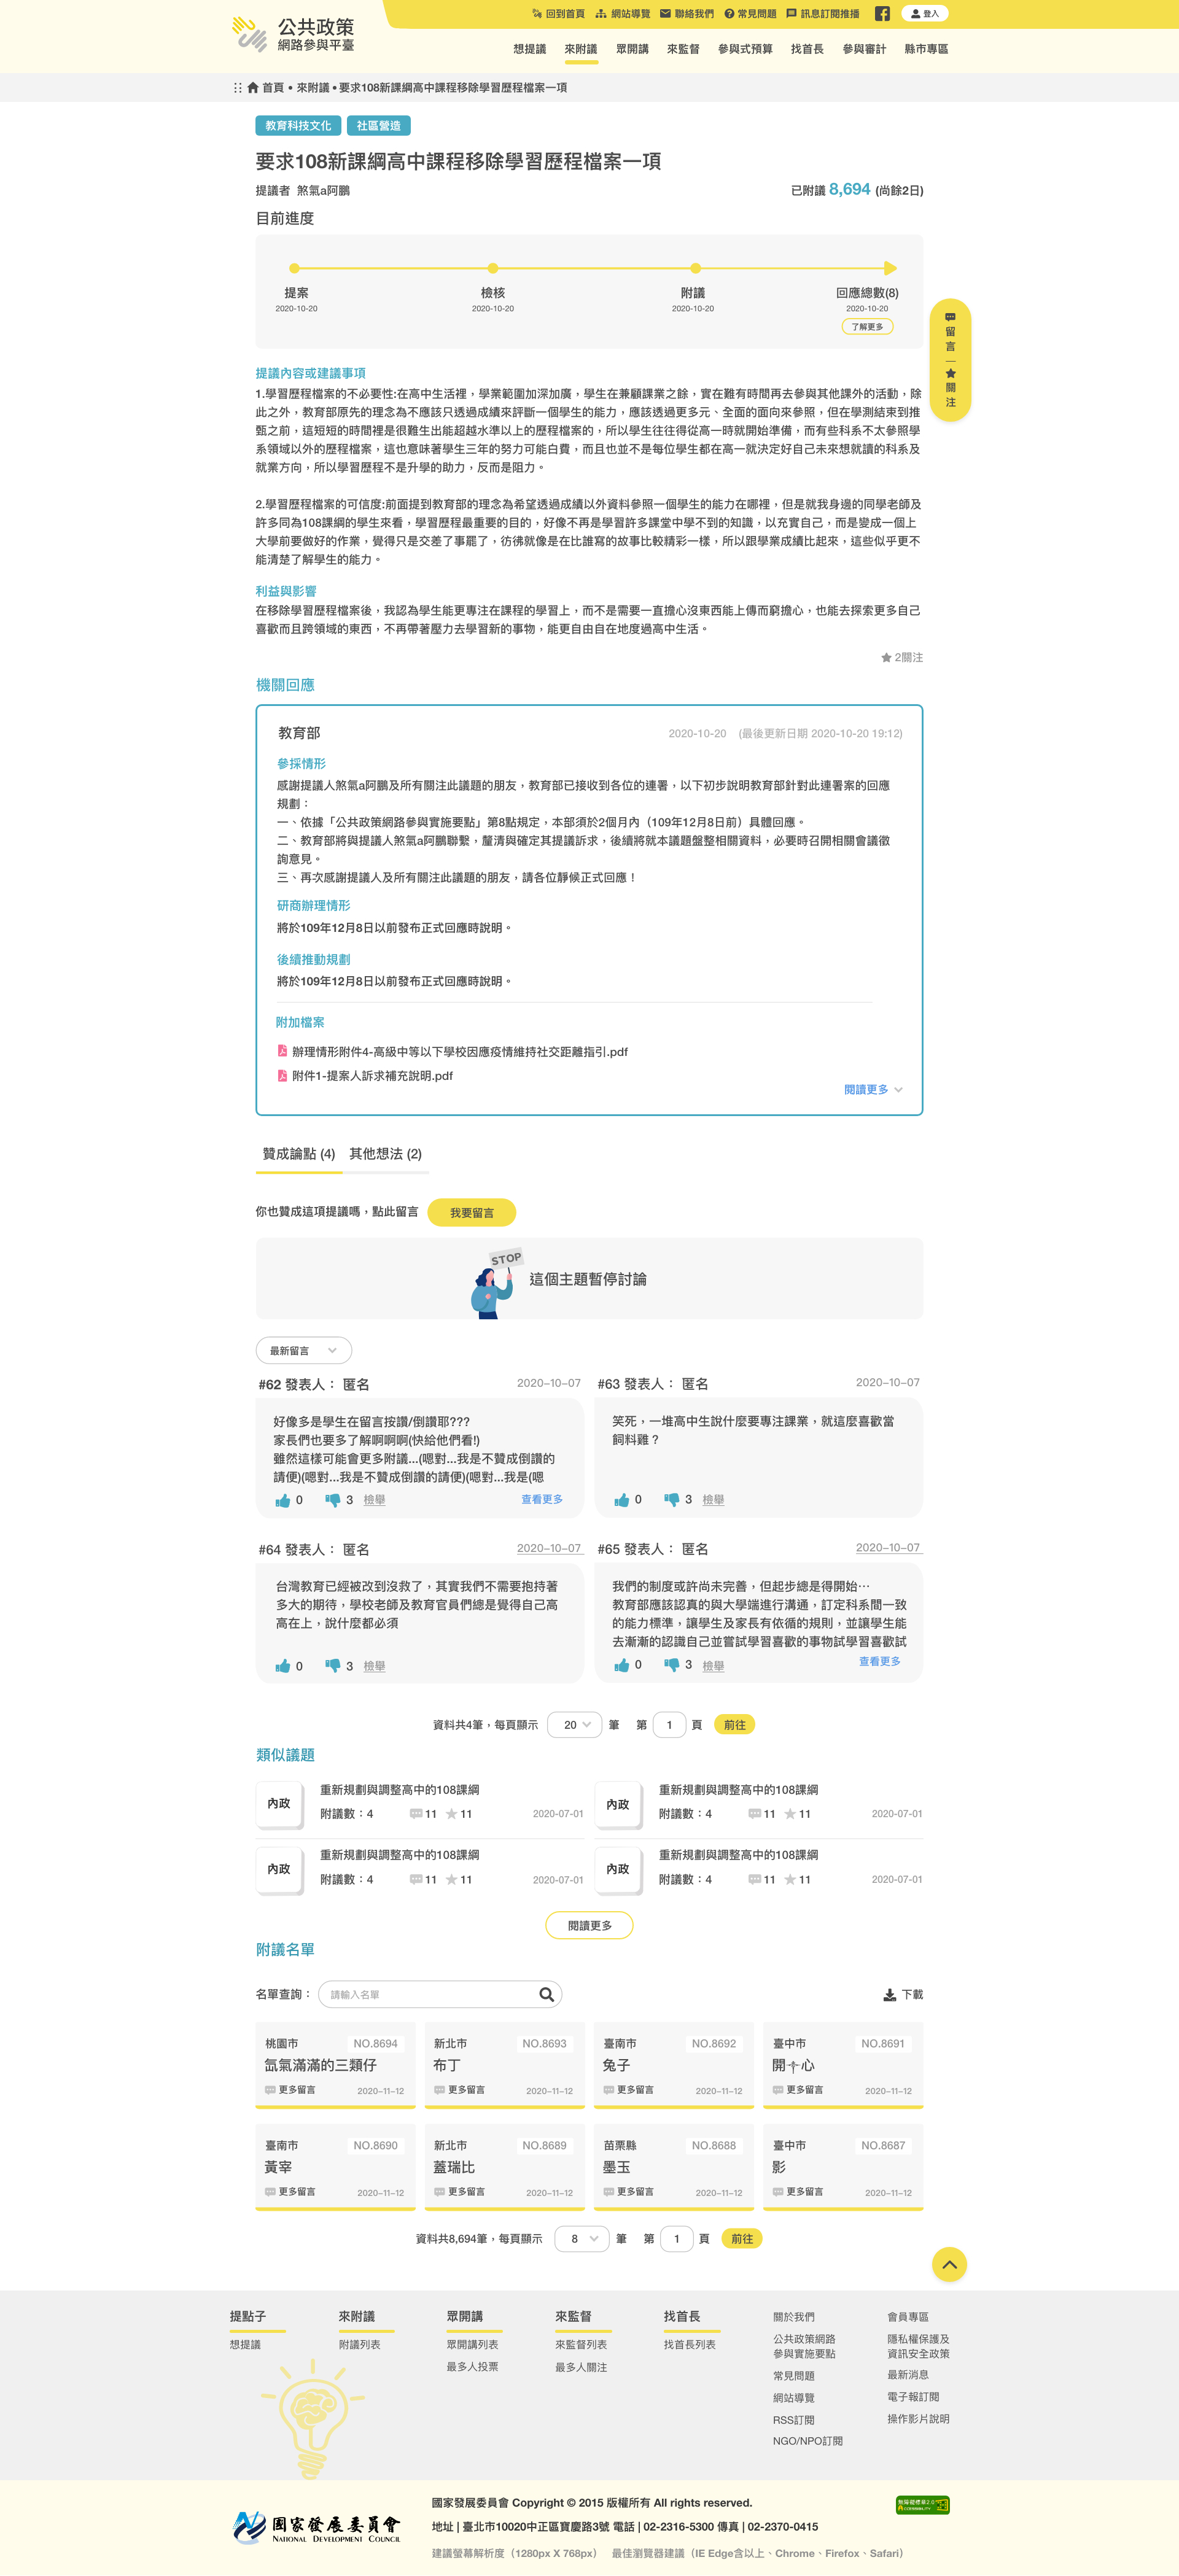 公共政策
網路參與平臺
回到首頁 網站導覽 聯絡我們 常見問題 訊息訂閱推播 登入
想提議 來附議 眾開講 來監督 參與式預算 找首長 參與審計 縣市專區
首頁 • 來附議 • 要求108新課綱高中課程移除學習歷程檔案一項
教育科技文化 社區營造
要求108新課綱高中課程移除學習歷程檔案一項
提議者 煞氣a阿鵬 已附議 8,694 (尚餘2日)
目前進度
提案 檢核 附議 回應總數(8)
2020-10-20 2020-10-20 2020-10-20 2020-10-20
了解更多
留言
關注
提議內容或建議事項
1.學習歷程檔案的不必要性:在高中生活裡，學業範圍加深加廣，學生在兼顧課業之餘，實在難有時間再去參與其他課外的活動，除
此之外，教育部原先的理念為不應該只透過成績來評斷一個學生的能力，應該透過更多元、全面的面向來參照，但在學測結束到推
甄之前，這短短的時間裡是很難生出能超越水準以上的歷程檔案的，所以學生往往得從高一時就開始準備，而有些科系不太參照學
系領域以外的歷程檔案，這也意味著學生三年的努力可能白費，而且也並不是每位學生都在高一就決定好自己未來想就讀的科系及
就業方向，所以學習歷程不是升學的助力，反而是阻力。
2.學習歷程檔案的可信度:前面提到教育部的理念為希望透過成績以外資料參照一個學生的能力在哪裡，但是就我身邊的同學老師及
許多同為108課綱的學生來看，學習歷程最重要的目的，好像不再是學習許多課堂中學不到的知識，以充實自己，而是變成一個上
大學前要做好的作業，覺得只是交差了事罷了，彷彿就像是在比誰寫的故事比較精彩一樣，所以跟學業成績比起來，這些似乎更不
能清楚了解學生的能力。
利益與影響
在移除學習歷程檔案後，我認為學生能更專注在課程的學習上，而不是需要一直擔心沒東西能上傳而窮擔心，也能去探索更多自己
喜歡而且跨領域的東西，不再帶著壓力去學習新的事物，能更自由自在地度過高中生活。
2關注
機關回應
教育部 2020-10-20 (最後更新日期 2020-10-20 19:12)
參採情形
感謝提議人煞氣a阿鵬及所有關注此議題的朋友，教育部已接收到各位的連署，以下初步說明教育部針對此連署案的回應
規劃：
一、依據「公共政策網路參與實施要點」第8點規定，本部須於2個月內（109年12月8日前）具體回應。
二、教育部將與提議人煞氣a阿鵬聯繫，釐清與確定其提議訴求，後續將就本議題盤整相關資料，必要時召開相關會議徵
詢意見。
三、再次感謝提議人及所有關注此議題的朋友，請各位靜候正式回應！
研商辦理情形
將於109年12月8日以前發布正式回應時說明。
後續推動規劃
將於109年12月8日以前發布正式回應時說明。
附加檔案
辦理情形附件4-高級中等以下學校因應疫情維持社交距離指引.pdf
附件1-提案人訴求補充說明.pdf
閱讀更多
贊成論點 (4) 其他想法 (2)
你也贊成這項提議嗎，點此留言 我要留言
STOP
這個主題暫停討論
最新留言
#62 發表人： 匿名 2020-10-07
好像多是學生在留言按讚/倒讚耶???
家長們也要多了解啊啊啊(快給他們看!)
雖然這樣可能會更多附議...(嗯對...我是不贊成倒讚的
請便)(嗯對...我是不贊成倒讚的請便)(嗯對...我是(嗯
0 3 檢舉 查看更多
#63 發表人： 匿名 2020-10-07
笑死，一堆高中生說什麼要專注課業，就這麼喜歡當
飼料雞？
0 3 檢舉
#64 發表人： 匿名 2020-10-07
台灣教育已經被改到沒救了，其實我們不需要抱持著
多大的期待，學校老師及教育官員們總是覺得自己高
高在上，說什麼都必須
0 3 檢舉
#65 發表人： 匿名 2020-10-07
我們的制度或許尚未完善，但起步總是得開始…
教育部應該認真的與大學端進行溝通，訂定科系間一致
的能力標準，讓學生及家長有依循的規則，並讓學生能
去漸漸的認識自己並嘗試學習喜歡的事物試學習喜歡試
0 3 檢舉 查看更多
資料共4筆，每頁顯示 20 筆 第 1 頁 前往
類似議題
內政 重新規劃與調整高中的108課綱
附議數：4 11 11 2020-07-01
內政 重新規劃與調整高中的108課綱
附議數：4 11 11 2020-07-01
內政 重新規劃與調整高中的108課綱
附議數：4 11 11 2020-07-01
內政 重新規劃與調整高中的108課綱
附議數：4 11 11 2020-07-01
閱讀更多
附議名單
名單查詢： 請輸入名單 下載
桃園市 NO.8694
氙氣滿滿的三類仔
更多留言 2020-11-12
新北市 NO.8693
布丁
更多留言 2020-11-12
臺南市 NO.8692
兔子
更多留言 2020-11-12
臺中市 NO.8691
開╬心
更多留言 2020-11-12
臺南市 NO.8690
黃宰
更多留言 2020-11-12
新北市 NO.8689
蓋瑞比
更多留言 2020-11-12
苗栗縣 NO.8688
墨玉
更多留言 2020-11-12
臺中市 NO.8687
影
更多留言 2020-11-12
資料共8,694筆，每頁顯示 8 筆 第 1 頁 前往
提點子 來附議 眾開講 來監督 找首長 關於我們 會員專區
想提議 附議列表 眾開講列表 來監督列表 找首長列表
最多人投票 最多人關注
公共政策網路
參與實施要點
常見問題
網站導覽
RSS訂閱
NGO/NPO訂閱
隱私權保護及
資訊安全政策
最新消息
電子報訂閱
操作影片說明
國家發展委員會
NATIONAL DEVELOPMENT COUNCIL
國家發展委員會 Copyright © 2015 版權所有 All rights reserved.
地址 | 臺北市10020中正區寶慶路3號 電話 | 02-2316-5300 傳真 | 02-2370-0415
建議螢幕解析度（1280px X 768px） 最佳瀏覽器建議（IE Edge含以上、Chrome、Firefox、Safari）